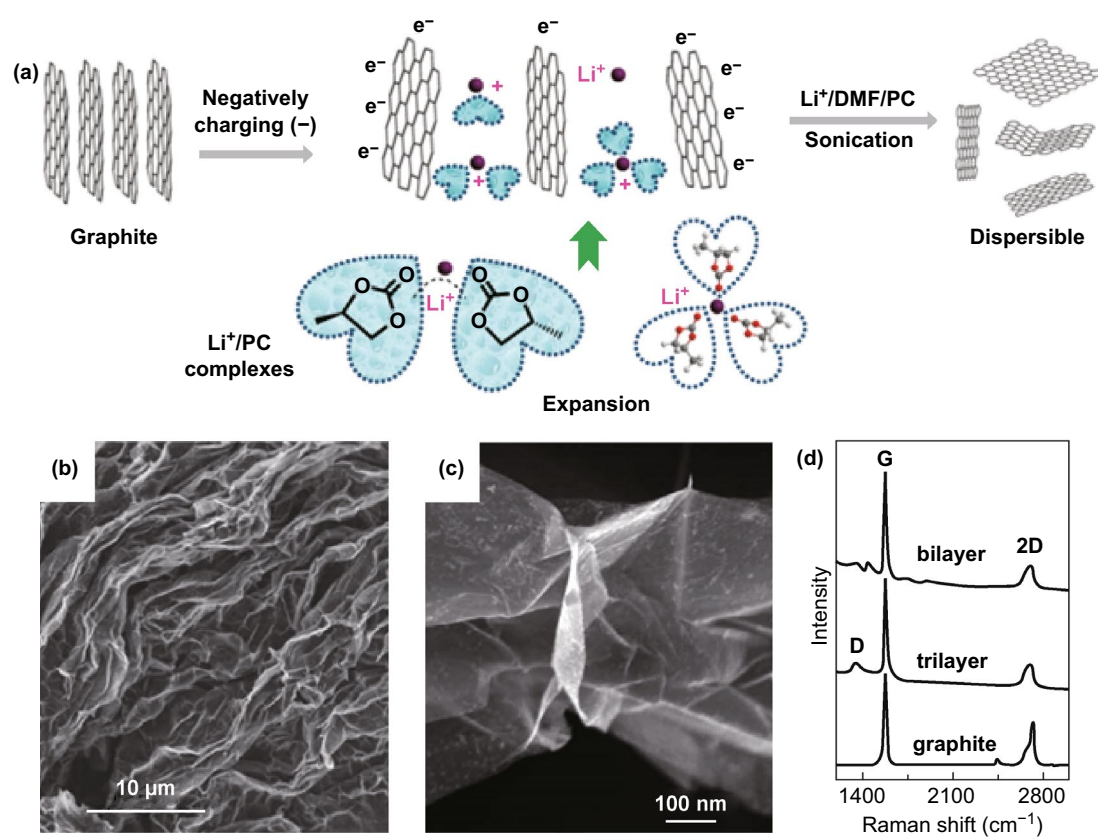 (a)
e⁻
e⁻
e⁻
e⁻
e⁻
e⁻
e⁻
e⁻
e⁻
Li⁺
+
+
+
Negatively
charging (−)
Li⁺/DMF/PC
Sonication
Graphite
Dispersible
O
O
O
Li⁺
O
O
O
Li⁺
Li⁺/PC
complexes
Expansion
(b)
10 µm
(c)
100 nm
(d)
G
bilayer
2D
D
trilayer
graphite
Intensity
1400
2100
2800
Raman shift (cm⁻¹)